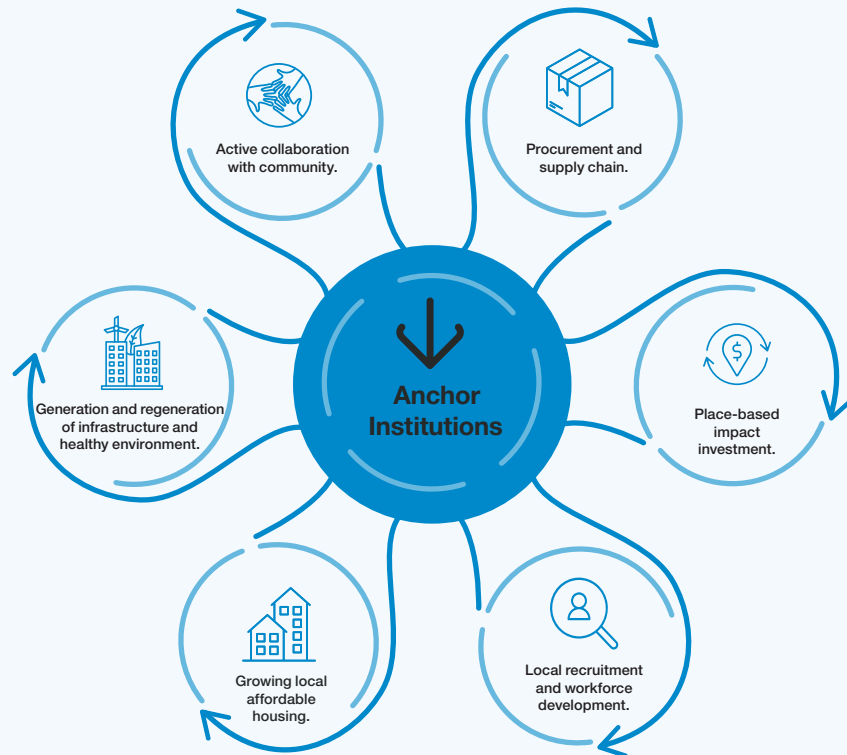 Active collaboration
with community.
Procurement and
supply chain.
Anchor
Institutions
Generation and regeneration
of infrastructure and
healthy environment.
$
Place-based
impact
investment.
Growing local
affordable
housing.
Local recruitment
and workforce
development.